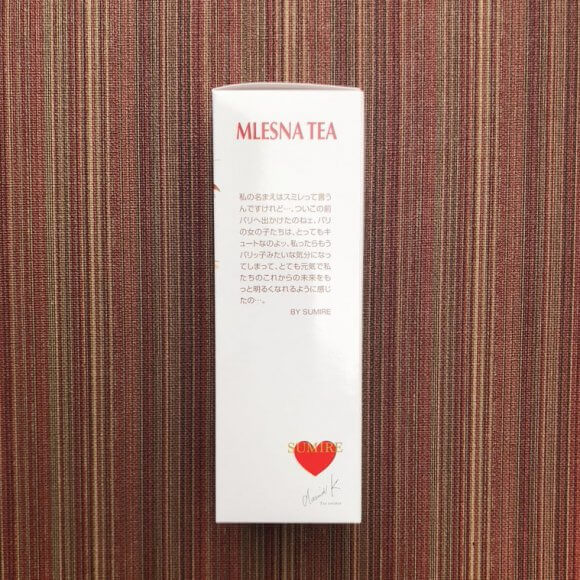 MLESNA TEA
私の名まえはスミレって言う
んですけれど…、ついこの前
パリへ出かけたのねェ。パリ
の女の子たちは、とってもキ
ュートなのよッ。私ったらもう
パリッ子みたいな気分になっ
てしまって、とても元気で私
たちのこれからの未来をも
っと明るくなれるように感じ
たの…。
BY SUMIRE
SUMIRE
David K